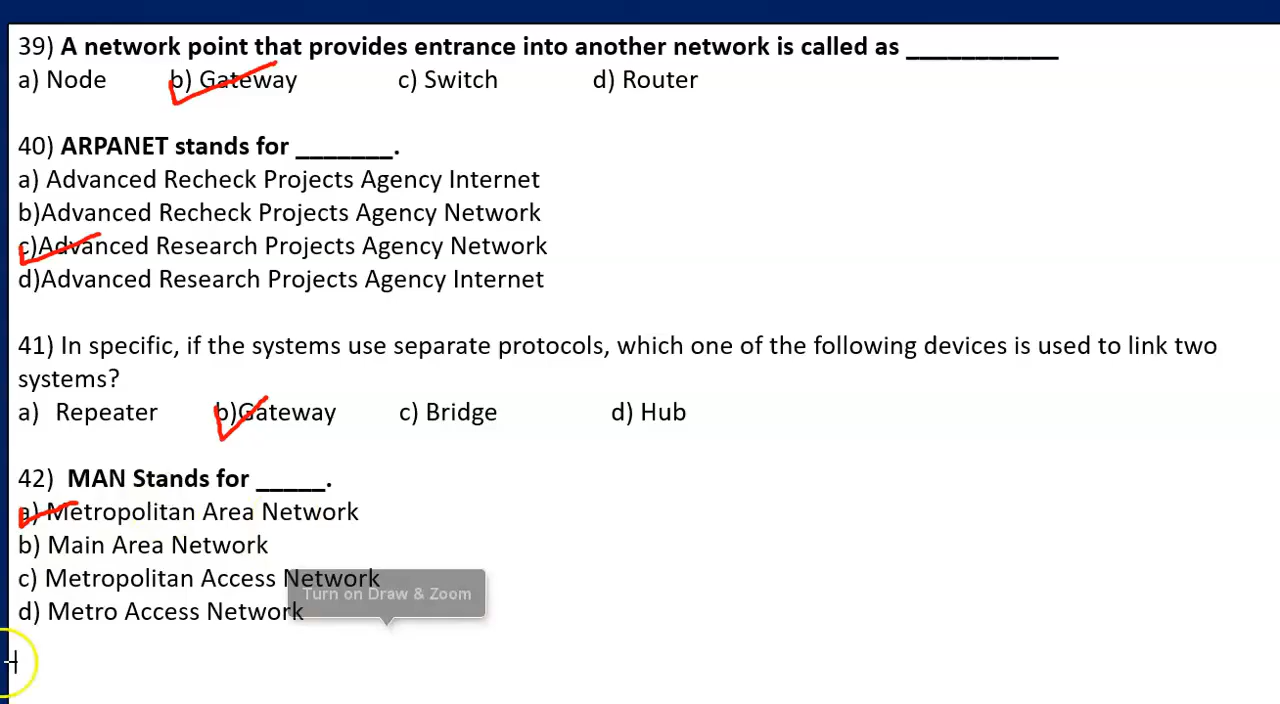 39) A network point that provides entrance into another network is called as ___________
a) Node b) Gateway c) Switch d) Router
40) ARPANET stands for _______.
a) Advanced Recheck Projects Agency Internet
b)Advanced Recheck Projects Agency Network
c)Advanced Research Projects Agency Network
d)Advanced Research Projects Agency Internet
41) In specific, if the systems use separate protocols, which one of the following devices is used to link two
systems?
a) Repeater b)Gateway c) Bridge d) Hub
42) MAN Stands for _____.
a) Metropolitan Area Network
b) Main Area Network
c) Metropolitan Access Network
Turn on Draw & Zoom
d) Metro Access Network